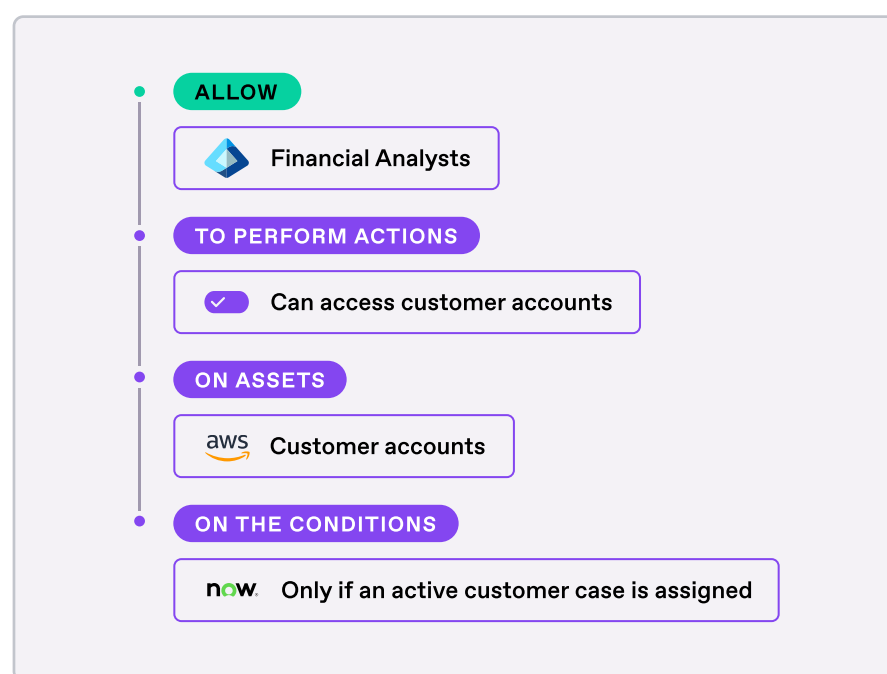 ALLOW
Financial Analysts
TO PERFORM ACTIONS
Can access customer accounts
ON ASSETS
aws Customer accounts
ON THE CONDITIONS
now. Only if an active customer case is assigned